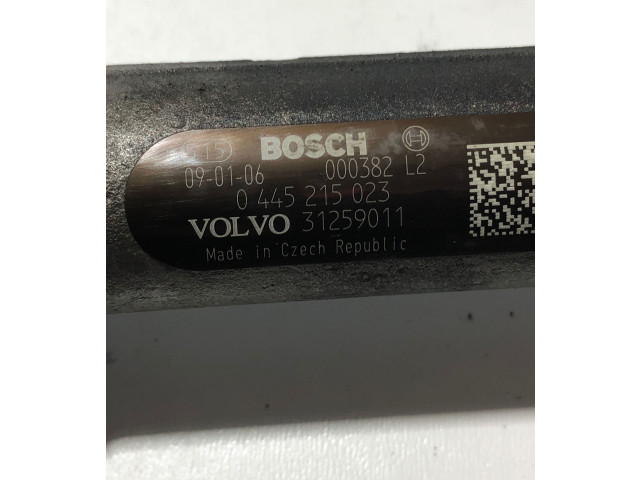 BOSCH
09-01-06 000382 L2
0 445 215 023
VOLVO 31259011
Made in Czech Republic